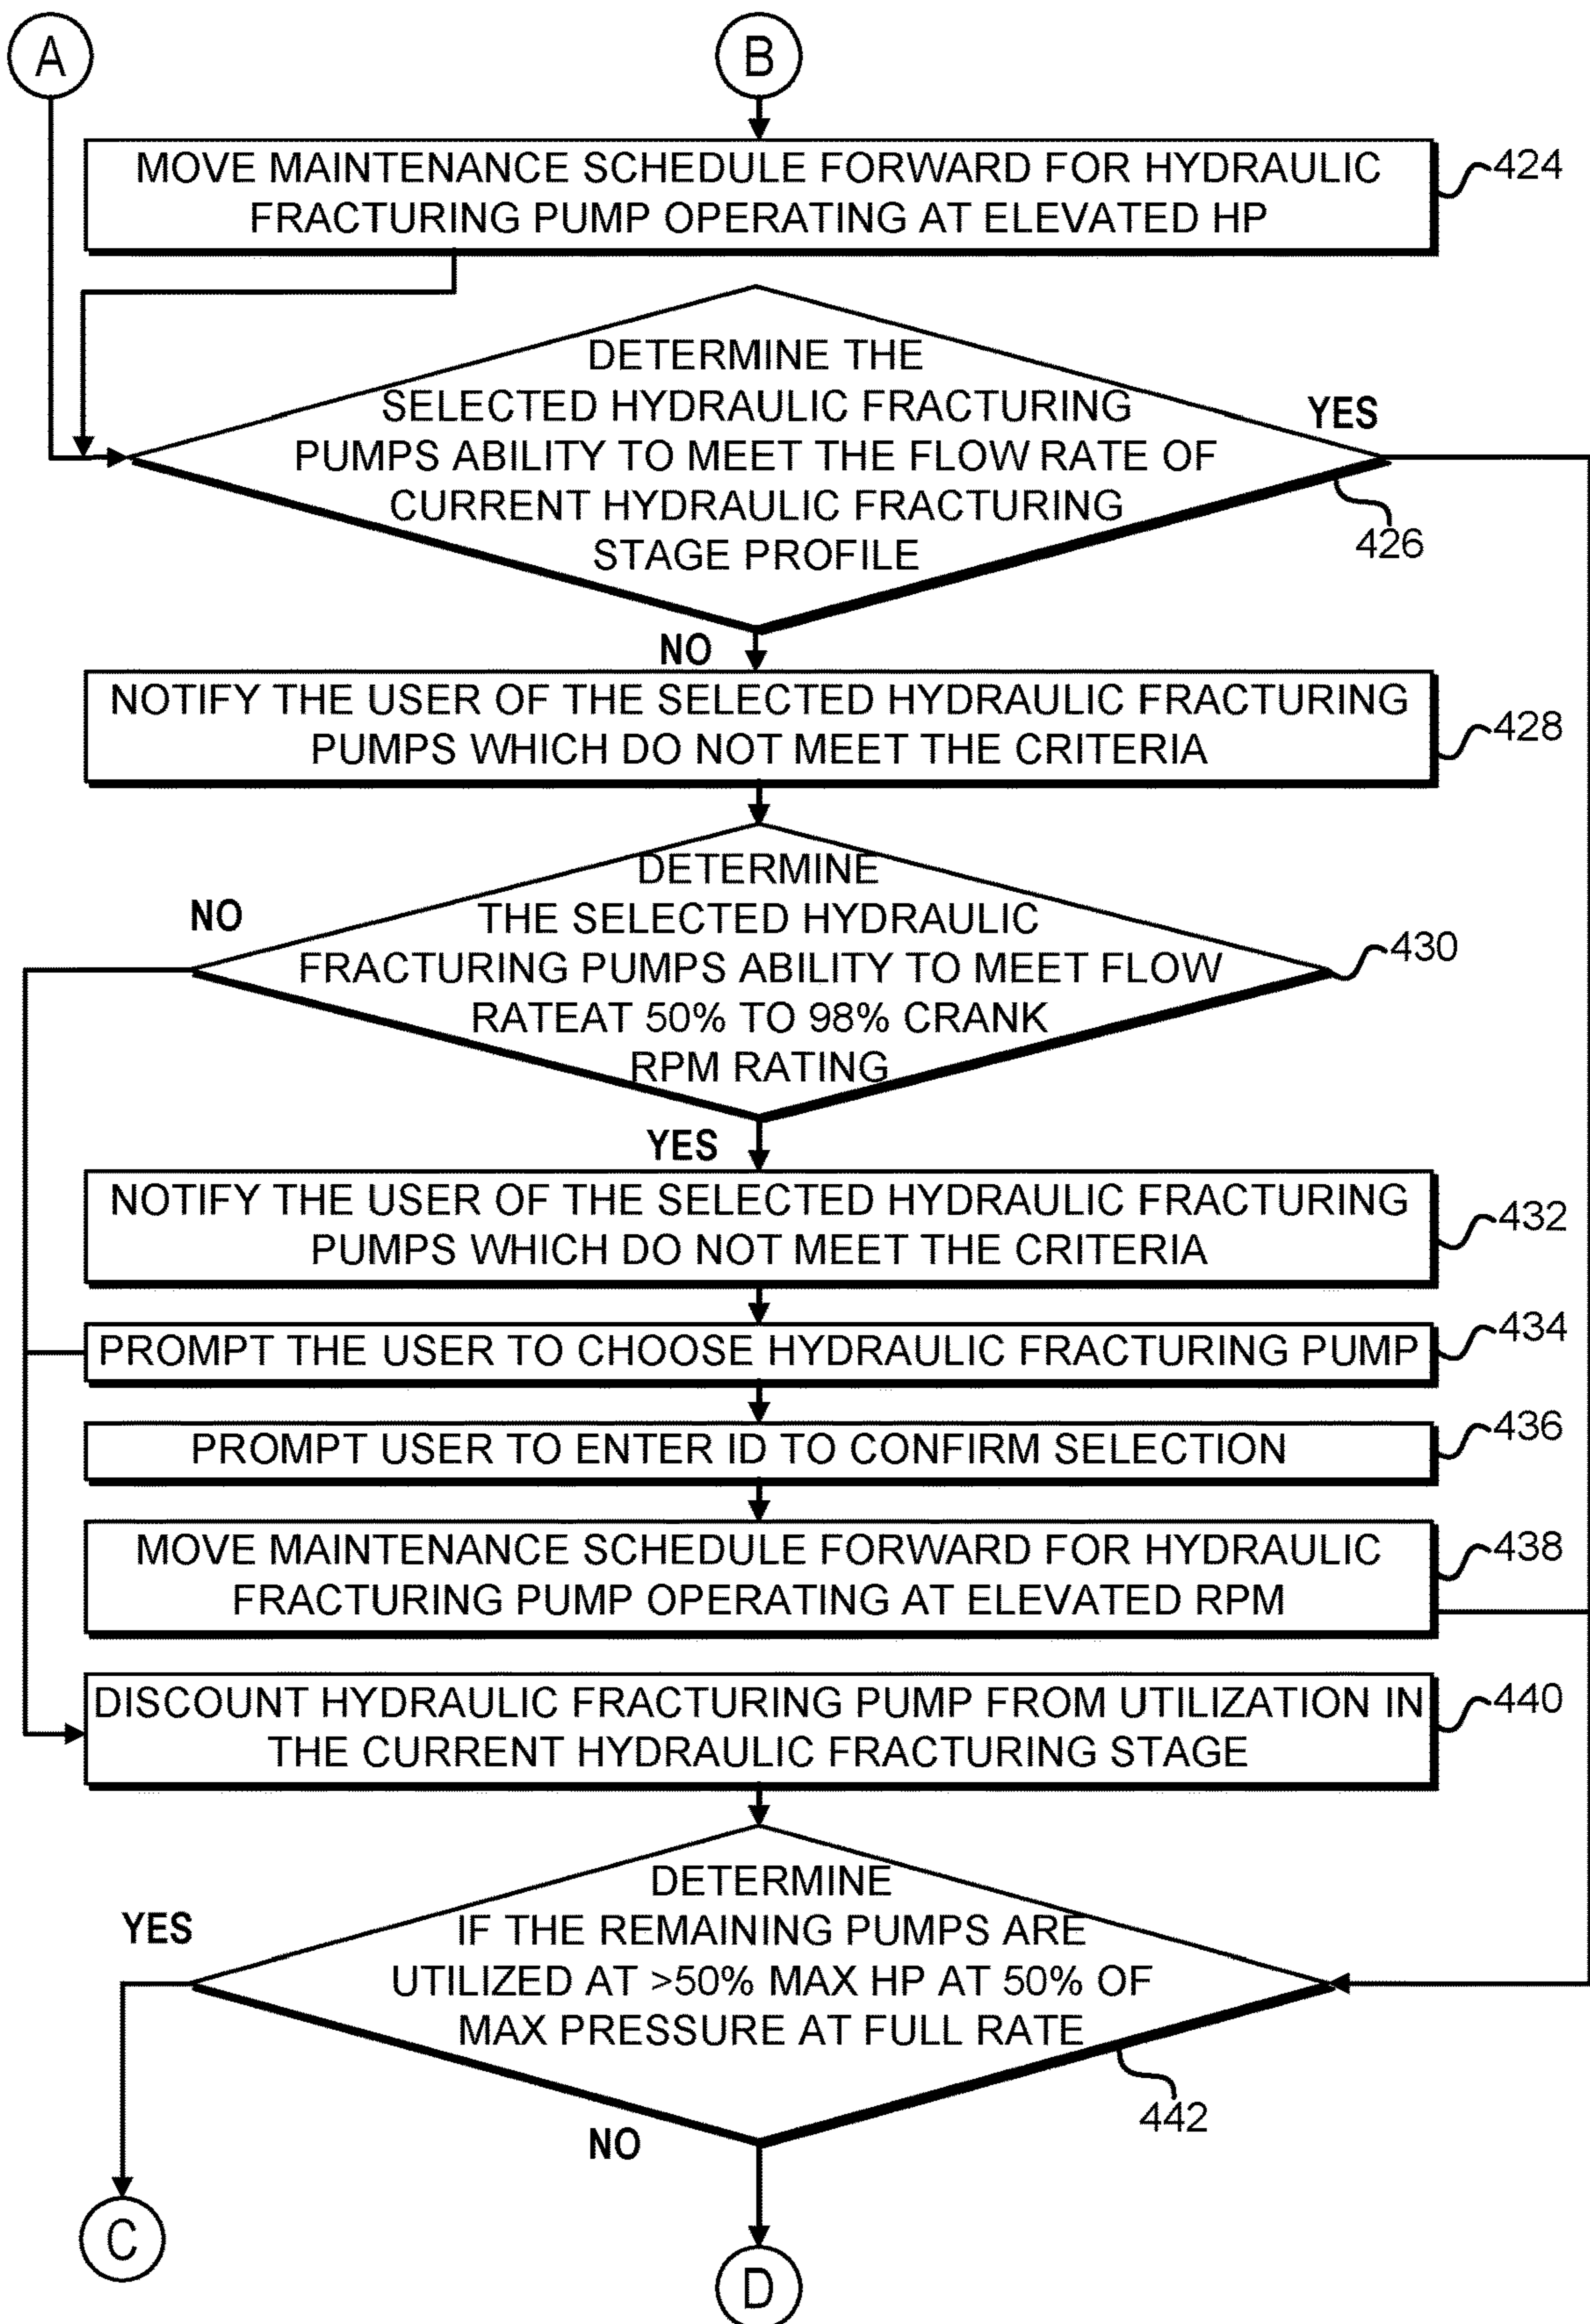 A
B
MOVE MAINTENANCE SCHEDULE FORWARD FOR HYDRAULIC
FRACTURING PUMP OPERATING AT ELEVATED HP
424
DETERMINE THE
SELECTED HYDRAULIC FRACTURING
PUMPS ABILITY TO MEET THE FLOW RATE OF
CURRENT HYDRAULIC FRACTURING
STAGE PROFILE
YES
426
NO
NOTIFY THE USER OF THE SELECTED HYDRAULIC FRACTURING
PUMPS WHICH DO NOT MEET THE CRITERIA
428
DETERMINE
THE SELECTED HYDRAULIC
FRACTURING PUMPS ABILITY TO MEET FLOW
RATEAT 50% TO 98% CRANK
RPM RATING
NO
430
YES
NOTIFY THE USER OF THE SELECTED HYDRAULIC FRACTURING
PUMPS WHICH DO NOT MEET THE CRITERIA
432
PROMPT THE USER TO CHOOSE HYDRAULIC FRACTURING PUMP
434
PROMPT USER TO ENTER ID TO CONFIRM SELECTION
436
MOVE MAINTENANCE SCHEDULE FORWARD FOR HYDRAULIC
FRACTURING PUMP OPERATING AT ELEVATED RPM
438
DISCOUNT HYDRAULIC FRACTURING PUMP FROM UTILIZATION IN
THE CURRENT HYDRAULIC FRACTURING STAGE
440
DETERMINE
IF THE REMAINING PUMPS ARE
UTILIZED AT >50% MAX HP AT 50% OF
MAX PRESSURE AT FULL RATE
YES
442
NO
C
D